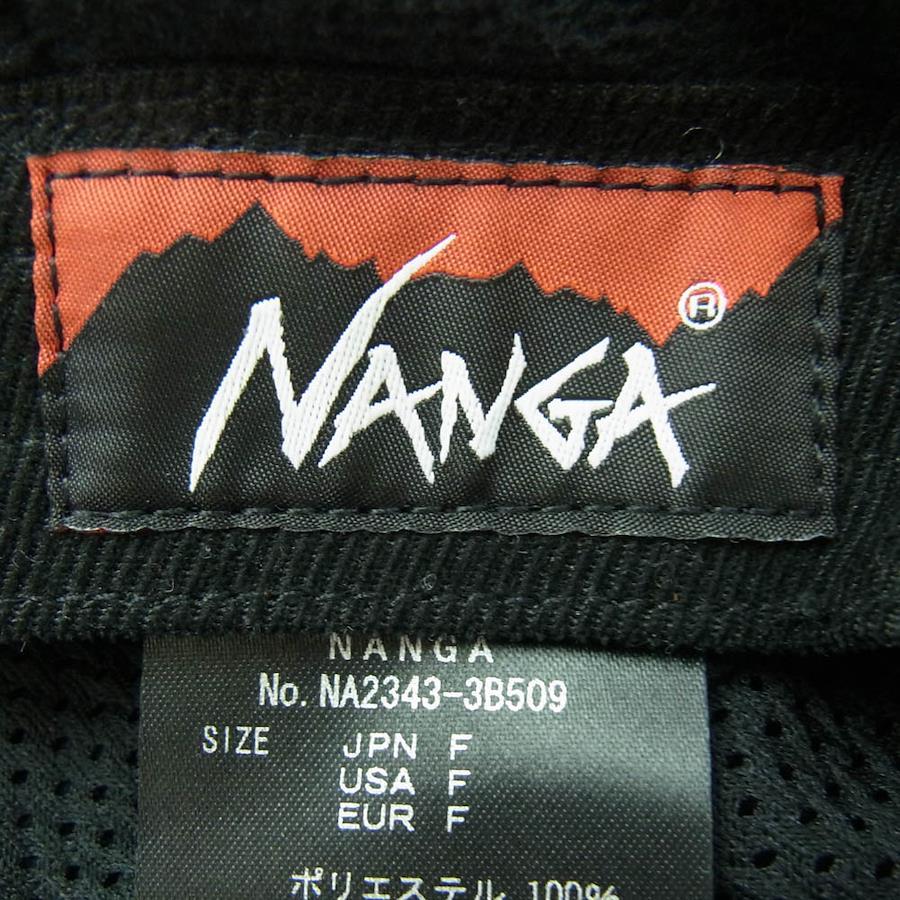 NANGA®
NANGA
No. NA2343-3B509
SIZE JPN F
USA F
EUR F
ポリエステル 100%